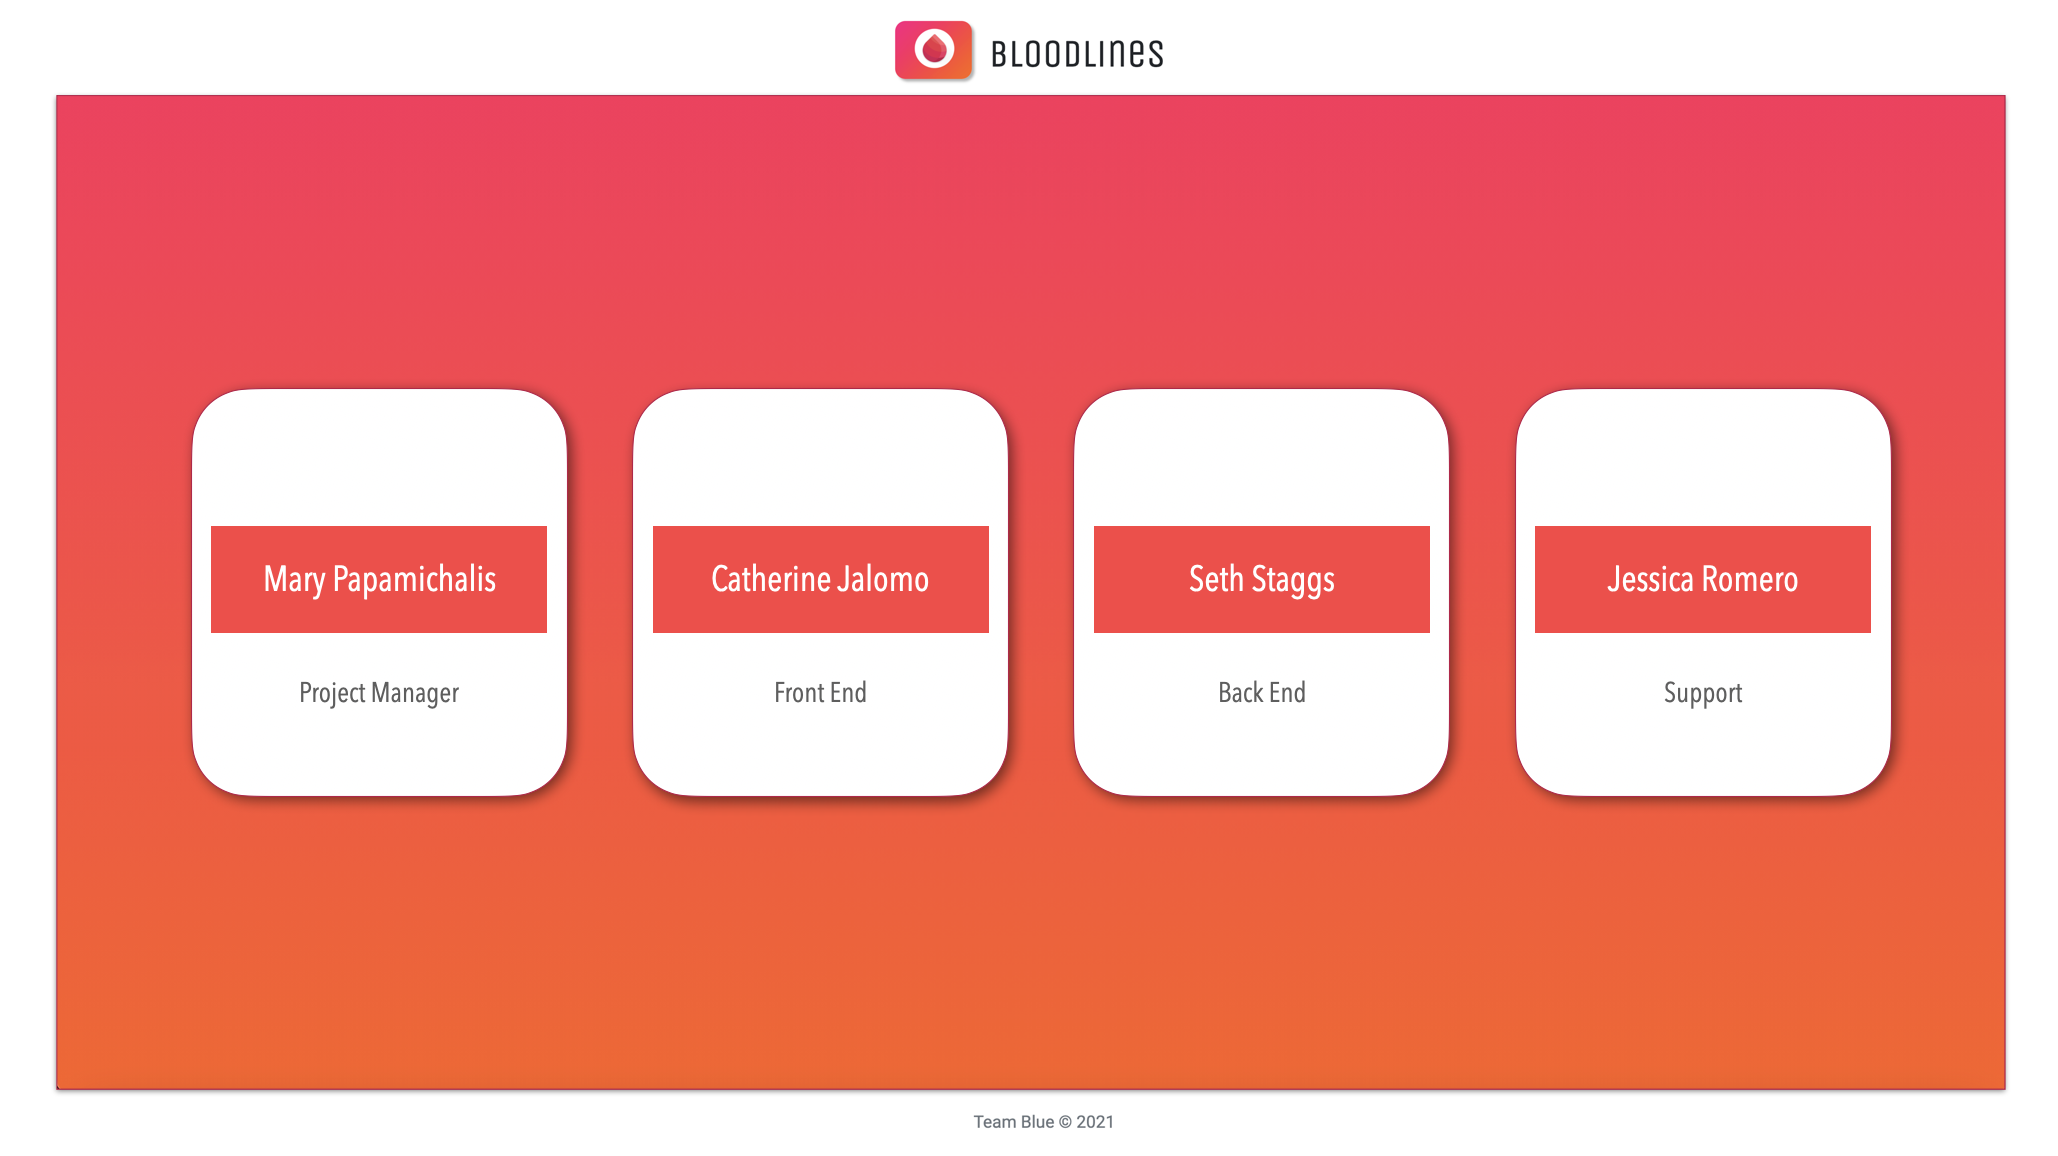 BLOODLINES
Mary Papamichalis
Project Manager
Catherine Jalomo
Front End
Seth Staggs
Back End
Jessica Romero
Support
Team Blue © 2021